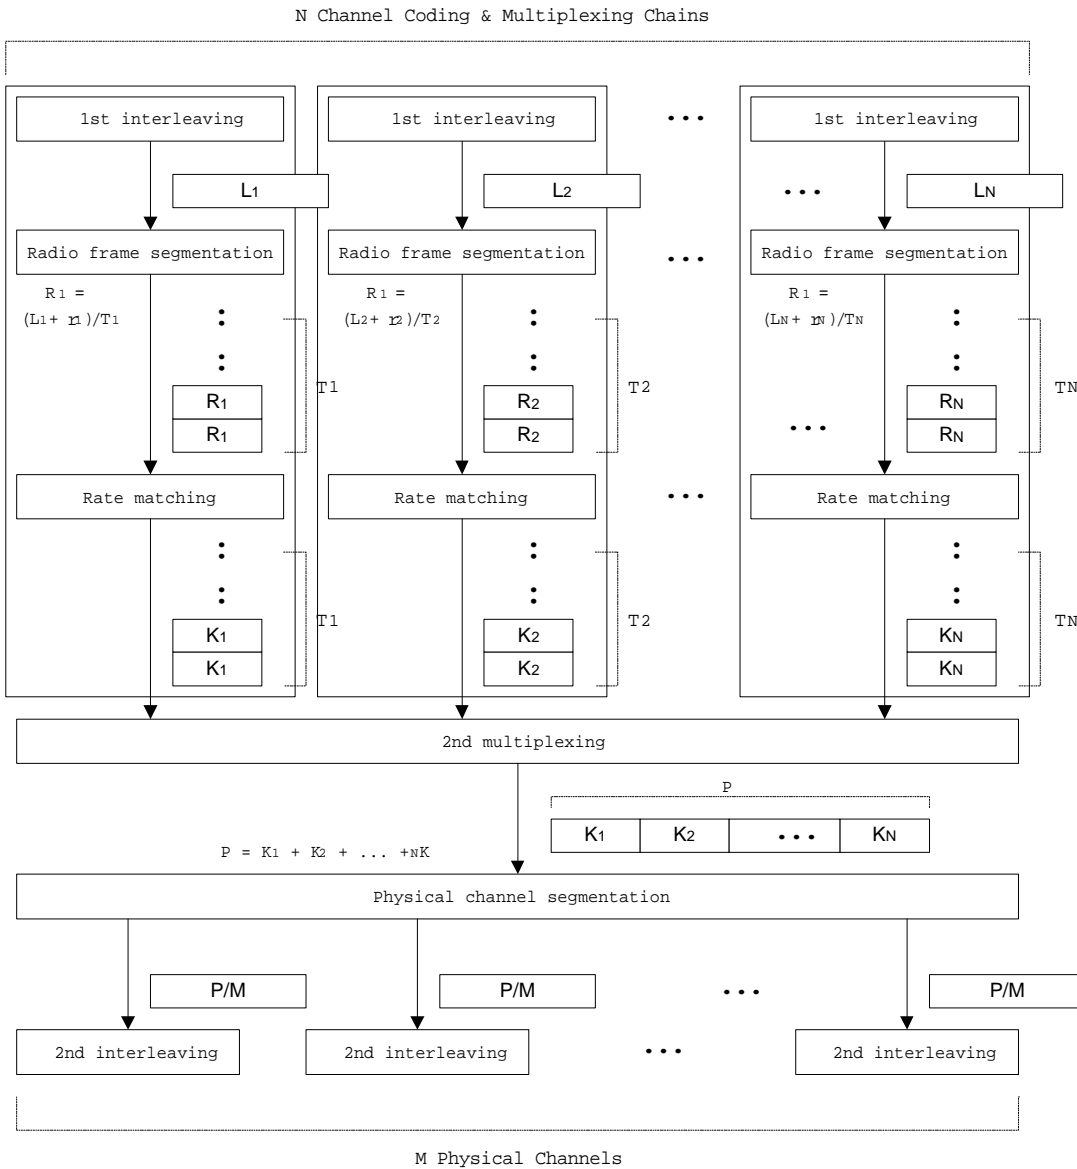 N Channel Coding & Multiplexing Chains
1st interleaving 1st interleaving ••• 1st interleaving
L1 L2 ••• LN
Radio frame segmentation Radio frame segmentation ••• Radio frame segmentation
R1 = R1 = R1 =
(L1+ r1)/T1 (L2+ r2)/T2 (LN+ rN)/TN
T1 T2 TN
R1 R2 RN
R1 R2 ••• RN
Rate matching Rate matching ••• Rate matching
T1 T2 TN
K1 K2 KN
K1 K2 KN
2nd multiplexing
P
K1 K2 ••• KN
P = K1 + K2 + ... +NK
Physical channel segmentation
P/M P/M ••• P/M
2nd interleaving 2nd interleaving ••• 2nd interleaving
M Physical Channels